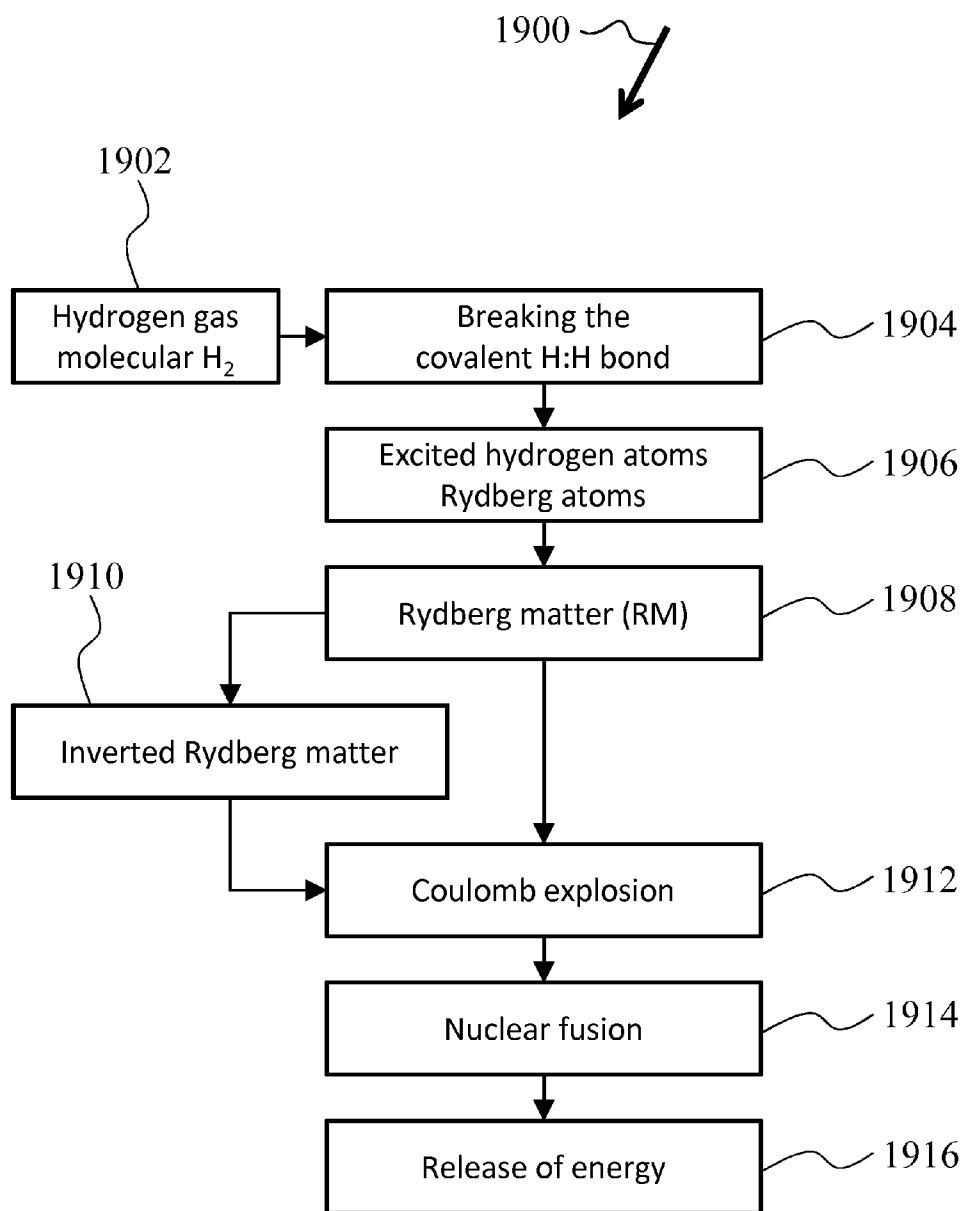 1900
1902
Hydrogen gas
molecular H₂
Breaking the
covalent H:H bond
1904
Excited hydrogen atoms
Rydberg atoms
1906
1910
Rydberg matter (RM)
1908
Inverted Rydberg matter
Coulomb explosion
1912
Nuclear fusion
1914
Release of energy
1916